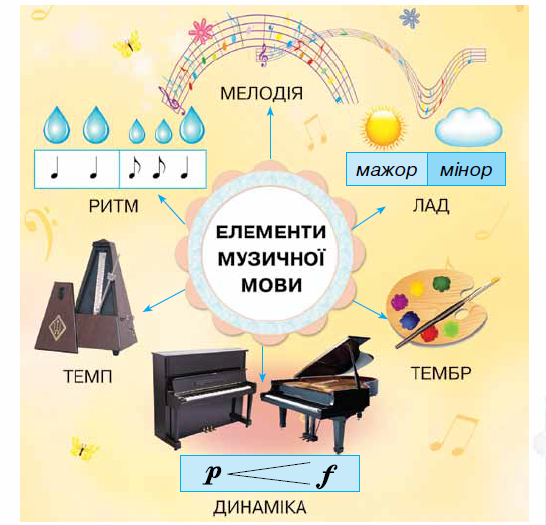 МЕЛОДІЯ
РИТМ
мажор мінор
ЛАД
ЕЛЕМЕНТИ
МУЗИЧНОЇ
МОВИ
ТЕМП
ТЕМБР
p f
ДИНАМІКА